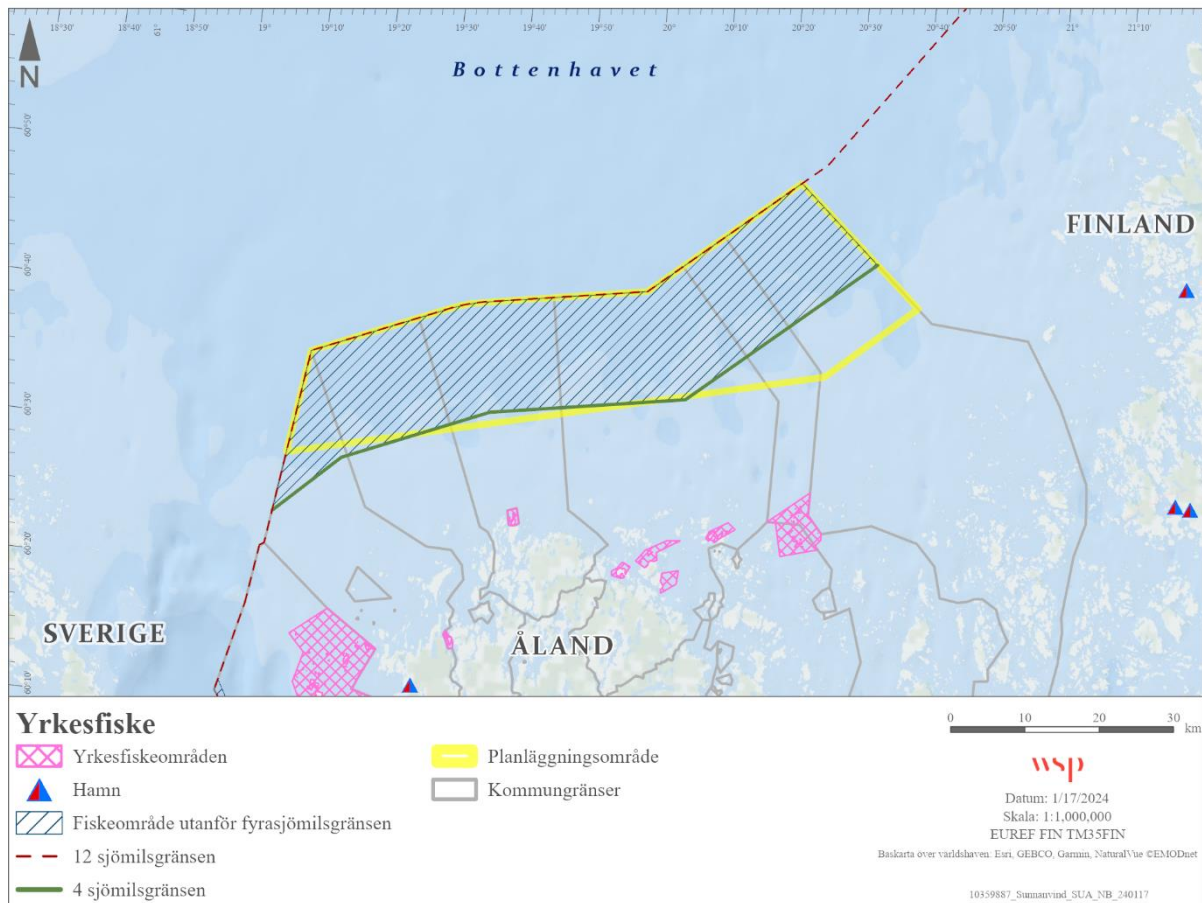 18°30' 18°40' 18°50' 19° 19°10' 19°20' 19°30' 19°40' 19°50' 20° 20°10' 20°20' 20°30' 20°40' 20°50' 21° 21°10'
61°
N
Bottenhavet
60°50'
FINLAND
60°40'
60°30'
60°20'
SVERIGE
ÅLAND
60°10'
Yrkesfiske
Yrkesfiskeområden
Hamn
Fiskeområde utanför fyrasjömilsgränsen
12 sjömilsgränsen
4 sjömilsgränsen
Planläggningsområde
Kommungränser
0 10 20 30
km
wsp
Datum: 1/17/2024
Skala: 1:1,000,000
EUREF FIN TM35FIN
Baskarta över världshaven: Esri, GEBCO, Garmin, NaturalVue ©EMODnet
10359887_Sunnanvind_SUA_NB_240117